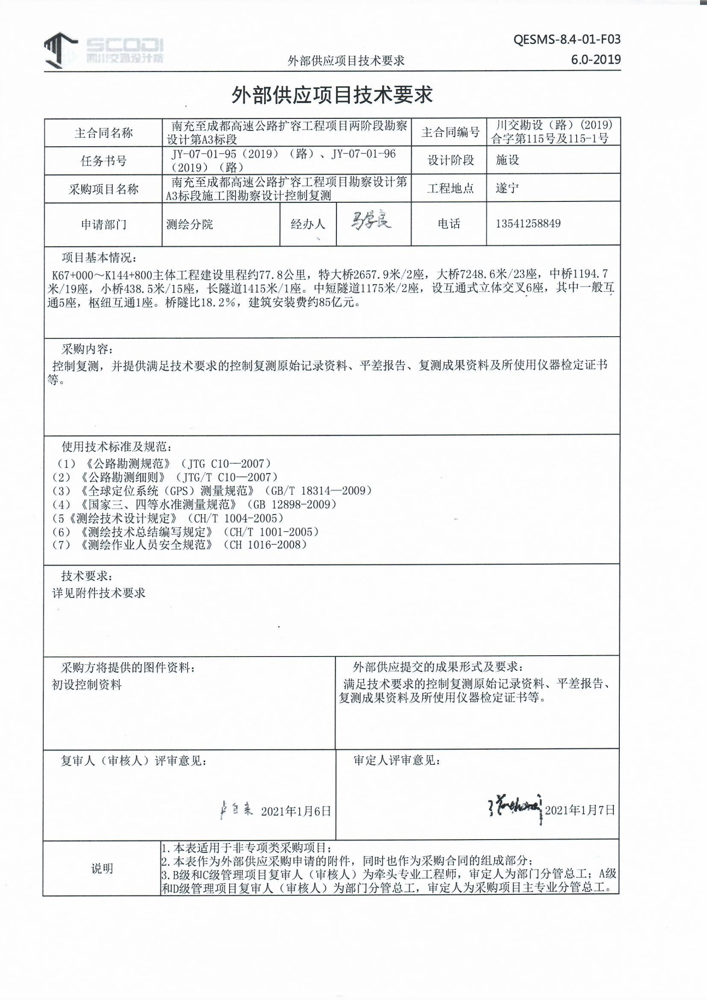 SCODI
四川交通设计院
QESMS-8.4-01-F03
外部供应项目技术要求
6.0-2019
外部供应项目技术要求
主合同名称
南充至成都高速公路扩容工程项目两阶段勘察
设计第A3标段
主合同编号
川交勘设（路）(2019)
合字第115号及115-1号
任务书号
JY-07-01-95（2019）（路）、JY-07-01-96
（2019）（路）
设计阶段
施设
采购项目名称
南充至成都高速公路扩容工程项目勘察设计第
A3标段施工图勘察设计控制复测
工程地点
遂宁
申请部门
测绘分院
经办人
马学良
电话
13541258849
项目基本情况：
K67+000～K144+800主体工程建设里程约77.8公里，特大桥2657.9米/2座，大桥7248.6米/23座，中桥1194.7
米/19座，小桥438.5米/15座，长隧道1415米/1座。中短隧道1175米/2座，设互通式立体交叉6座，其中一般互
通5座，枢纽互通1座。桥隧比18.2%，建筑安装费约85亿元。
采购内容：
控制复测，并提供满足技术要求的控制复测原始记录资料、平差报告、复测成果资料及所使用仪器检定证书
等。
使用技术标准及规范：
（1）《公路勘测规范》（JTG C10—2007）
（2）《公路勘测细则》（JTG/T C10—2007）
（3）《全球定位系统（GPS）测量规范》（GB/T 18314—2009）
（4）《国家三、四等水准测量规范》（GB 12898-2009）
（5《测绘技术设计规定》（CH/T 1004-2005）
（6）《测绘技术总结编写规定》（CH/T 1001-2005）
（7）《测绘作业人员安全规范》（CH 1016-2008）
技术要求：
详见附件技术要求
采购方将提供的图件资料：
初设控制资料
外部供应提交的成果形式及要求：
满足技术要求的控制复测原始记录资料、平差报告、
复测成果资料及所使用仪器检定证书等。
复审人（审核人）评审意见：
2021年1月6日
审定人评审意见：
2021年1月7日
说明
1.本表适用于非专项类采购项目；
2.本表作为外部供应采购申请的附件，同时也作为采购合同的组成部分；
3.B级和C级管理项目复审人（审核人）为牵头专业工程师，审定人为部门分管总工；A级
和D级管理项目复审人（审核人）为部门分管总工，审定人为采购项目主专业分管总工。